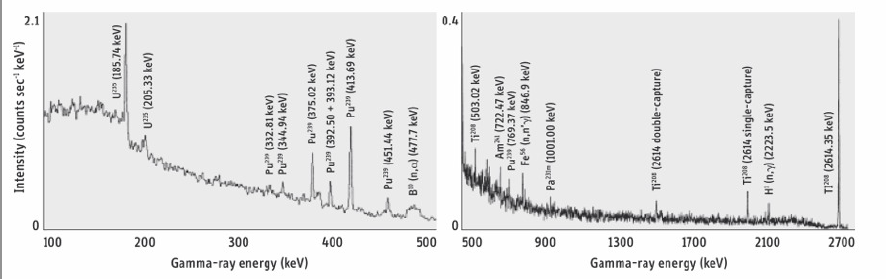 2.1
Intensity (counts sec⁻¹ keV⁻¹)
0
U²³⁵ (185.74 keV)
U²³⁵ (205.33 keV)
Pu²³⁹ (332.81 keV)
Pu²³⁹ (344.94 keV)
Pu²³⁹ (375.02 keV)
Pu²³⁹ (392.50 + 393.12 keV)
Pu²³⁹ (413.69 keV)
Pu²³⁹ (451.44 keV)
B¹⁰ (n,α) (477.7 keV)
100 200 300 400 500
Gamma-ray energy (keV)
0.4
0
Tl²⁰⁸ (503.02 keV)
Am²⁴¹ (722.47 keV)
Pu²³⁹ (769.37 keV)
Fe⁵⁶ (n,n'γ) (846.9 keV)
Pa²³⁴ᵐ (1001.00 keV)
Tl²⁰⁸ (2614 double-capture)
Tl²⁰⁸ (2614 single-capture)
H¹ (n,γ) (2223.5 keV)
Tl²⁰⁸ (2614.35 keV)
500 900 1300 1700 2100 2700
Gamma-ray energy (keV)